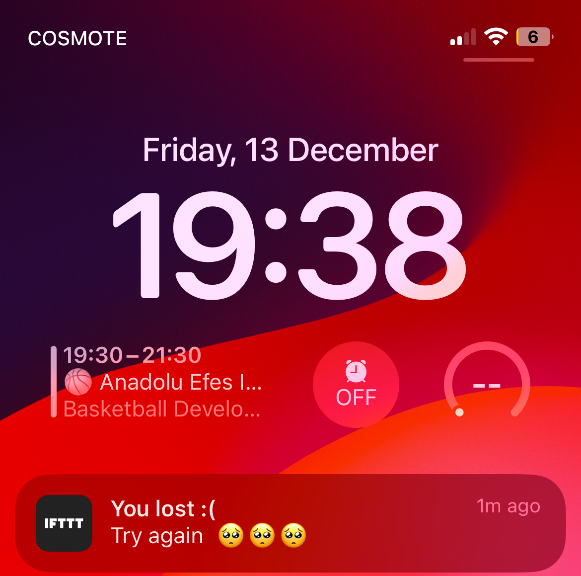 COSMOTE
6
Friday, 13 December
19:38
19:30–21:30
🏀 Anadolu Efes I...
Basketball Develo...
OFF
--
IFTTT
You lost :(
1m ago
Try again 🥺🥺🥺